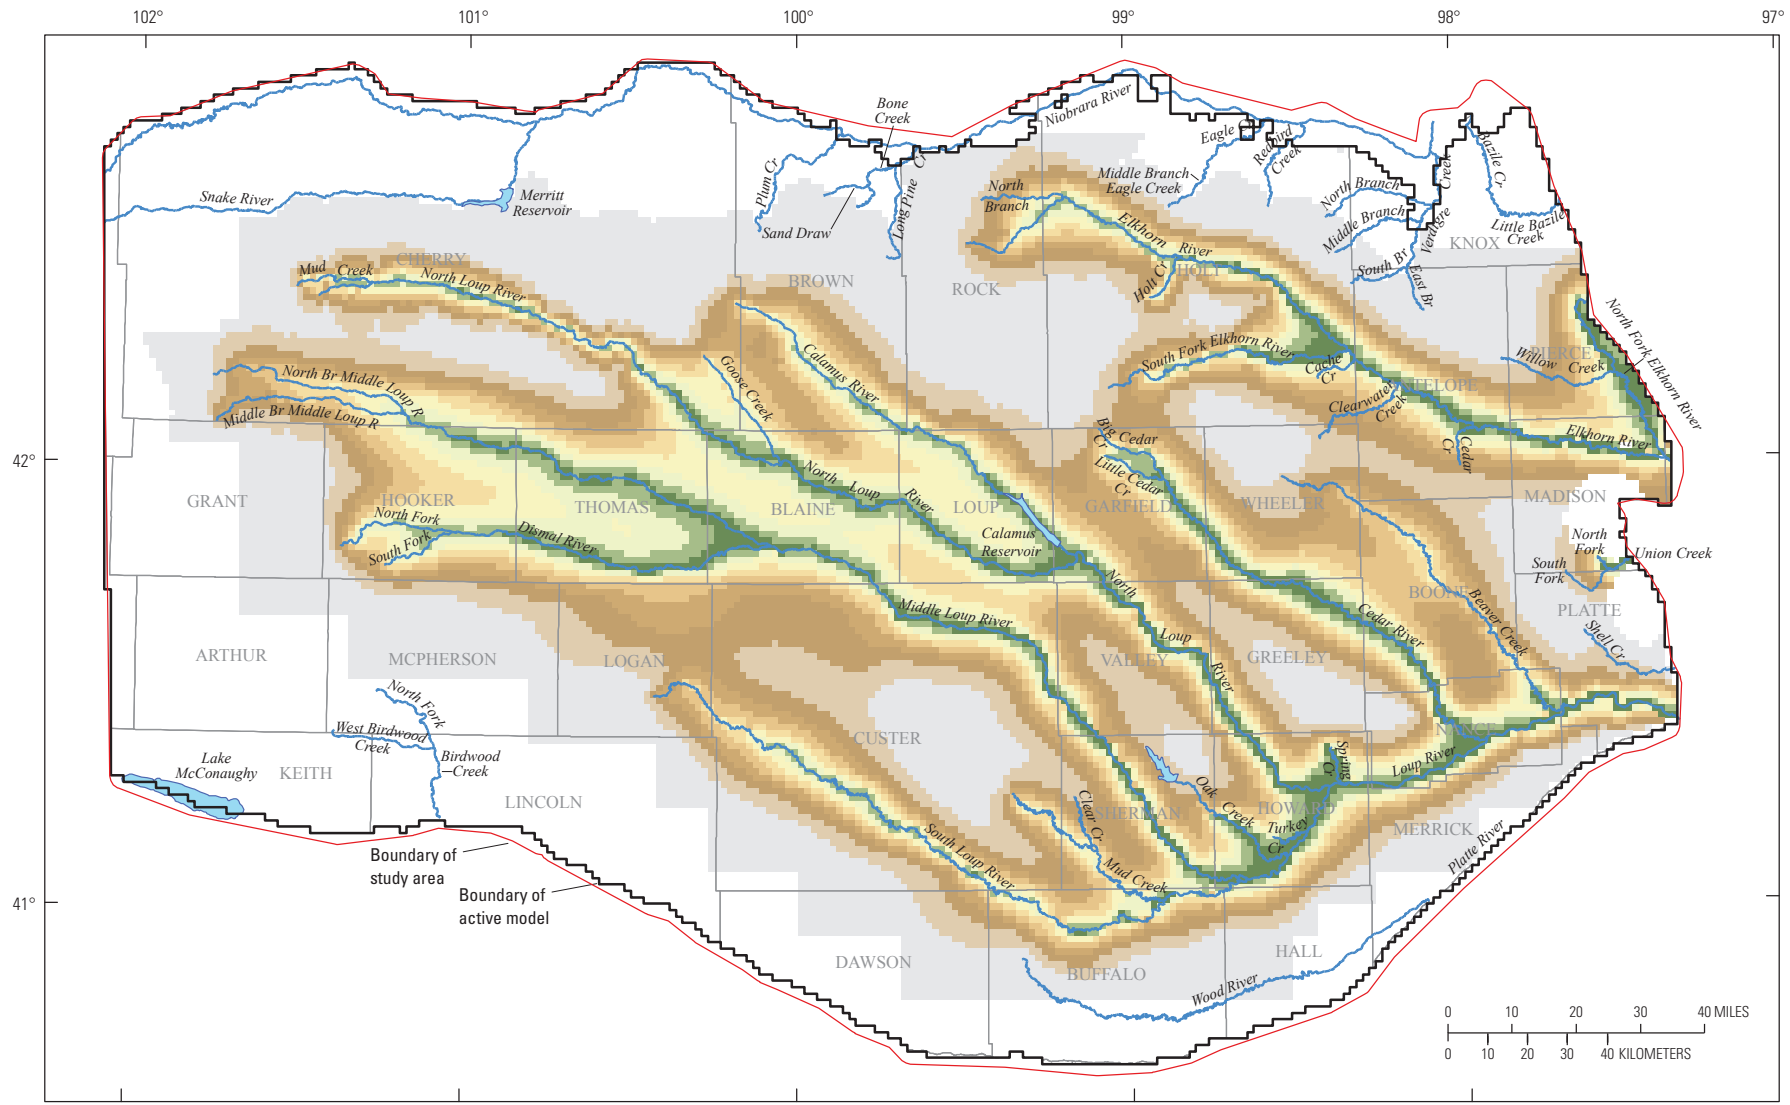 102°
101°
100°
99°
98°
97°
42°
41°
Bone
Creek
Niobrara River
Eagle Cr
Redbird
Creek
Bazile Cr
Creek
Verdigre
Plum Cr
Long Pine
Cr
Snake River
Merritt
Reservoir
Sand Draw
Middle Branch
Eagle Creek
North Branch
Middle Branch
South Br
East Br
Little Bazile
Creek
KNOX
North
Branch
Elkhorn River
HOLT
Holt Cr
CHERRY
Mud Creek
North Loup River
BROWN
ROCK
North Fork Elkhorn River
South Fork Elkhorn River
Cache
Cr
PIERCE
Willow Creek
Calamus River
Goose Creek
North Br Middle Loup R
Middle Br Middle Loup R
ANTELOPE
Clearwater
Creek
Cedar
Cr
Elkhorn River
Big Cedar
Cr
Little Cedar
Cr
GRANT
HOOKER
THOMAS
BLAINE
LOUP
GARFIELD
WHEELER
MADISON
North Loup River
North Fork
South Fork
Dismal River
Calamus
Reservoir
North
Fork
South
Fork
Union Creek
BOONE
PLATTE
Shell Cr
Beaver Creek
Cedar River
North Loup River
Middle Loup River
ARTHUR
MCPHERSON
LOGAN
VALLEY
GREELEY
North Fork
West Birdwood
Creek
Birdwood
Creek
CUSTER
NANCE
Loup River
Spring
Cr
Lake
McConaughy
KEITH
LINCOLN
Oak Creek
HOWARD
Turkey
Cr
SHERMAN
Clear Cr
MERRICK
Platte River
South Loup River
Mud Creek
Boundary of
study area
Boundary of
active model
DAWSON
BUFFALO
HALL
Wood River
0 10 20 30 40 MILES
0 10 20 30 40 KILOMETERS